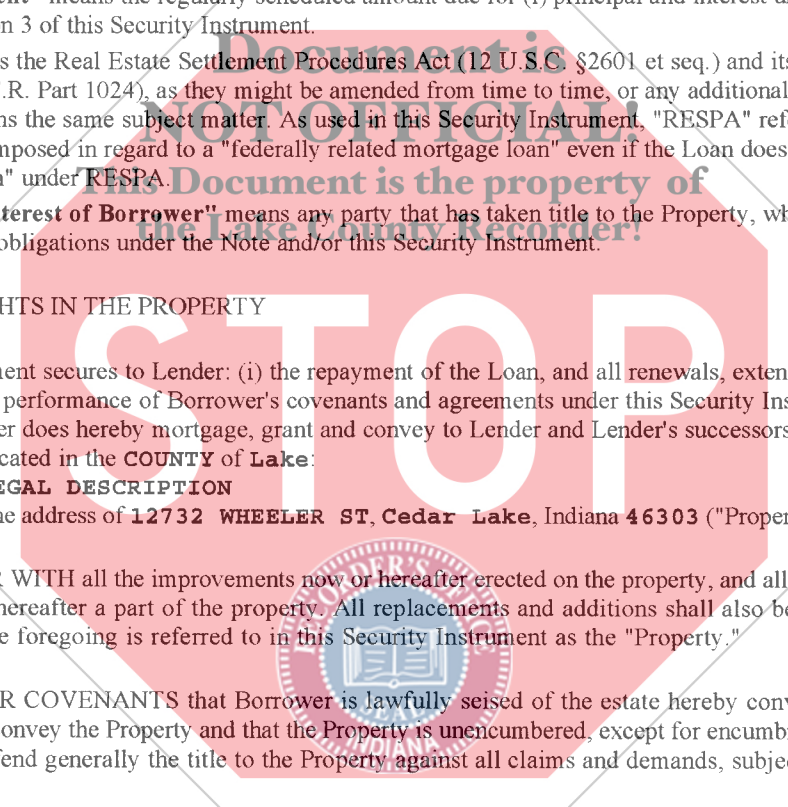 ent" means the regularly scheduled amount due for (i) principal and interest u
n 3 of this Security Instrument.
Document is
s the Real Estate Settlement Procedures Act (12 U.S.C. §2601 et seq.) and its
.R. Part 1024), as they might be amended from time to time, or any additional
NOT OFFICIAL!
ns the same subject matter. As used in this Security Instrument, "RESPA" ref
mposed in regard to a "federally related mortgage loan" even if the Loan does
n" under RESPA.
This Document is the property of
terest of Borrower" means any party that has taken title to the Property, wh
the Lake County Recorder!
obligations under the Note and/or this Security Instrument.
HTS IN THE PROPERTY
STOP
ent secures to Lender: (i) the repayment of the Loan, and all renewals, exten
performance of Borrower's covenants and agreements under this Security Ins
er does hereby mortgage, grant and convey to Lender and Lender's successors
cated in the COUNTY of Lake:
EGAL DESCRIPTION
he address of 12732 WHEELER ST, Cedar Lake, Indiana 46303 ("Proper
R WITH all the improvements now or hereafter erected on the property, and all
hereafter a part of the property. All replacements and additions shall also be
e foregoing is referred to in this Security Instrument as the "Property."
RECORDER'S OFFICE
SEAL
INDIANA
R COVENANTS that Borrower is lawfully seised of the estate hereby conv
onvey the Property and that the Property is unencumbered, except for encumb
fend generally the title to the Property against all claims and demands, subje